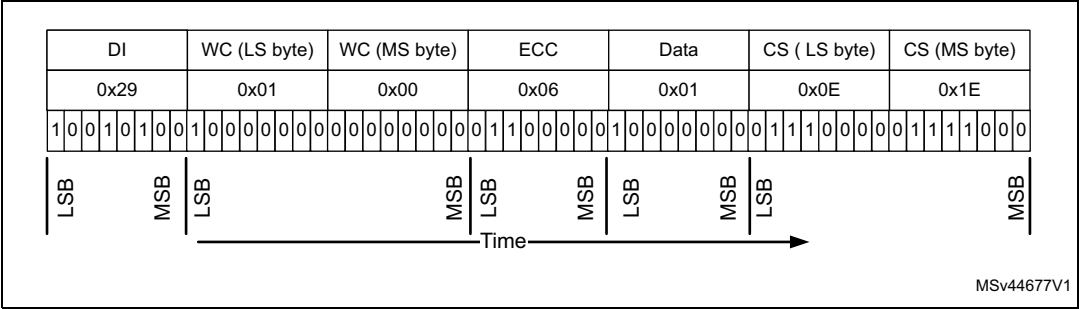 DI WC (LS byte) WC (MS byte) ECC Data CS ( LS byte) CS (MS byte)
0x29 0x01 0x00 0x06 0x01 0x0E 0x1E
1 0 0 1 0 1 0 0 1 0 0 0 0 0 0 0 0 0 0 0 0 0 0 0 0 1 1 0 0 0 0 0 1 0 0 0 0 0 0 0 0 1 1 1 0 0 0 0 0 1 1 1 1 0 0 0
LSB MSB LSB MSB LSB MSB LSB MSB LSB MSB
Time
MSv44677V1